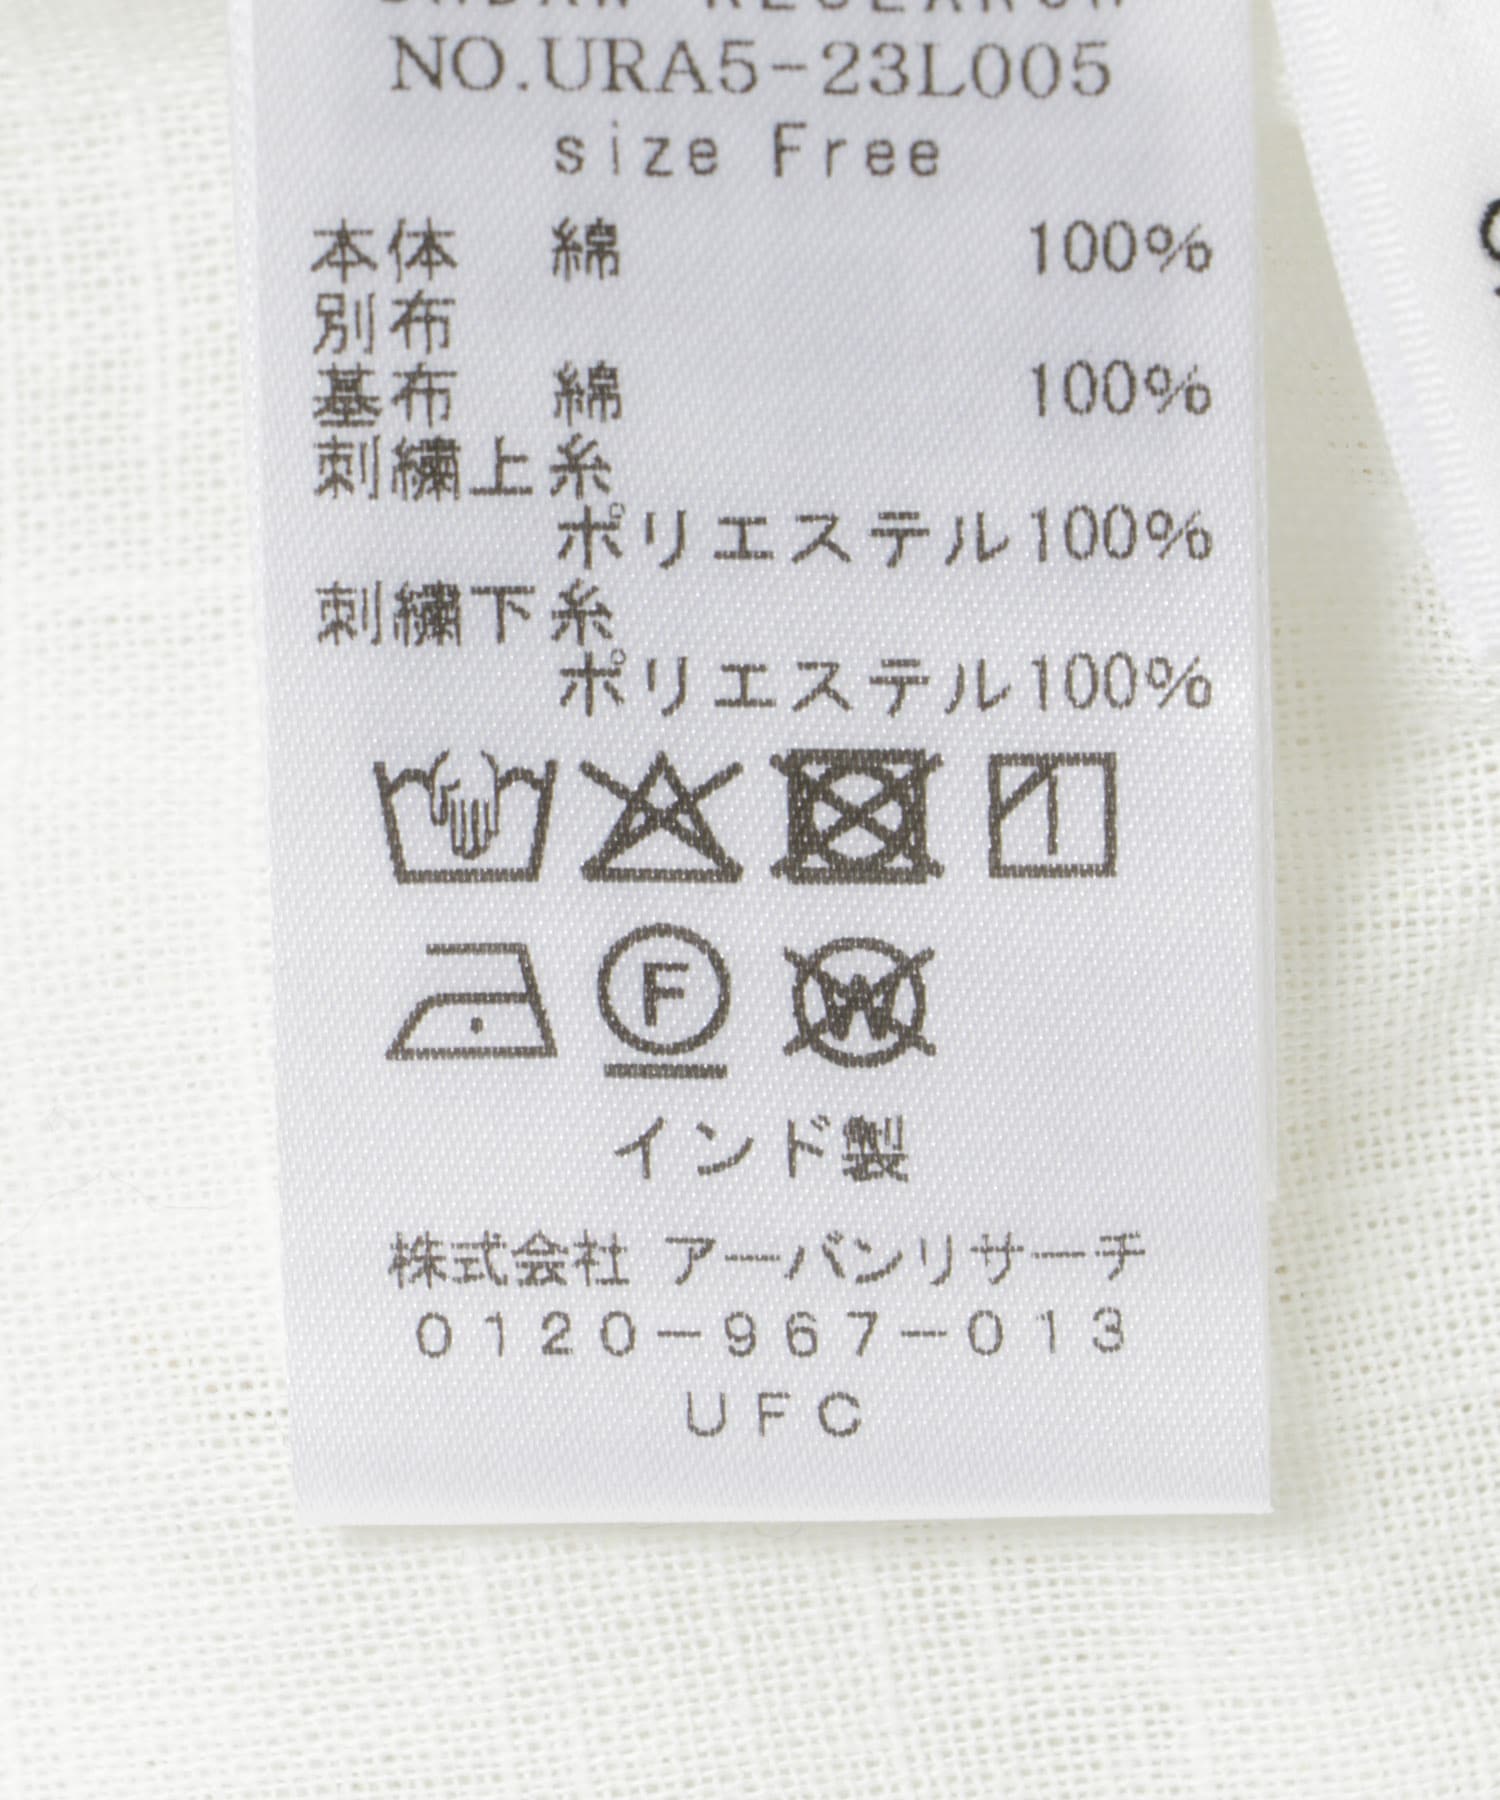 URBAN RESEARCH
NO.URA5-23L005
size Free
本体 綿 100%
別布
基布 綿 100%
刺繍上糸
ポリエステル100%
刺繍下糸
ポリエステル100%
F
W
インド製
株式会社 アーバンリサーチ
0120-967-013
UFC